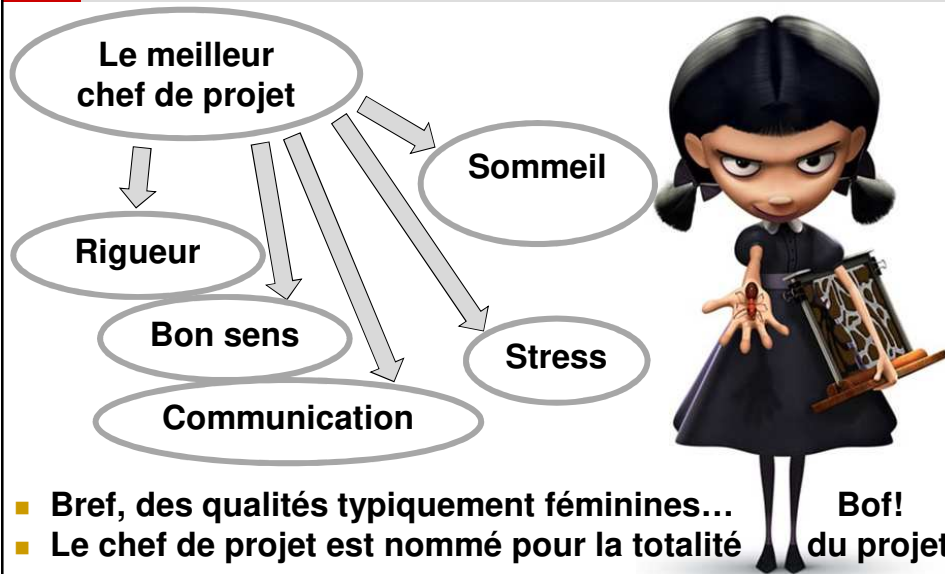 Le meilleur
chef de projet
Sommeil
Rigueur
Bon sens
Stress
Communication
Bref, des qualités typiquement féminines… Bof!
Le chef de projet est nommé pour la totalité du projet